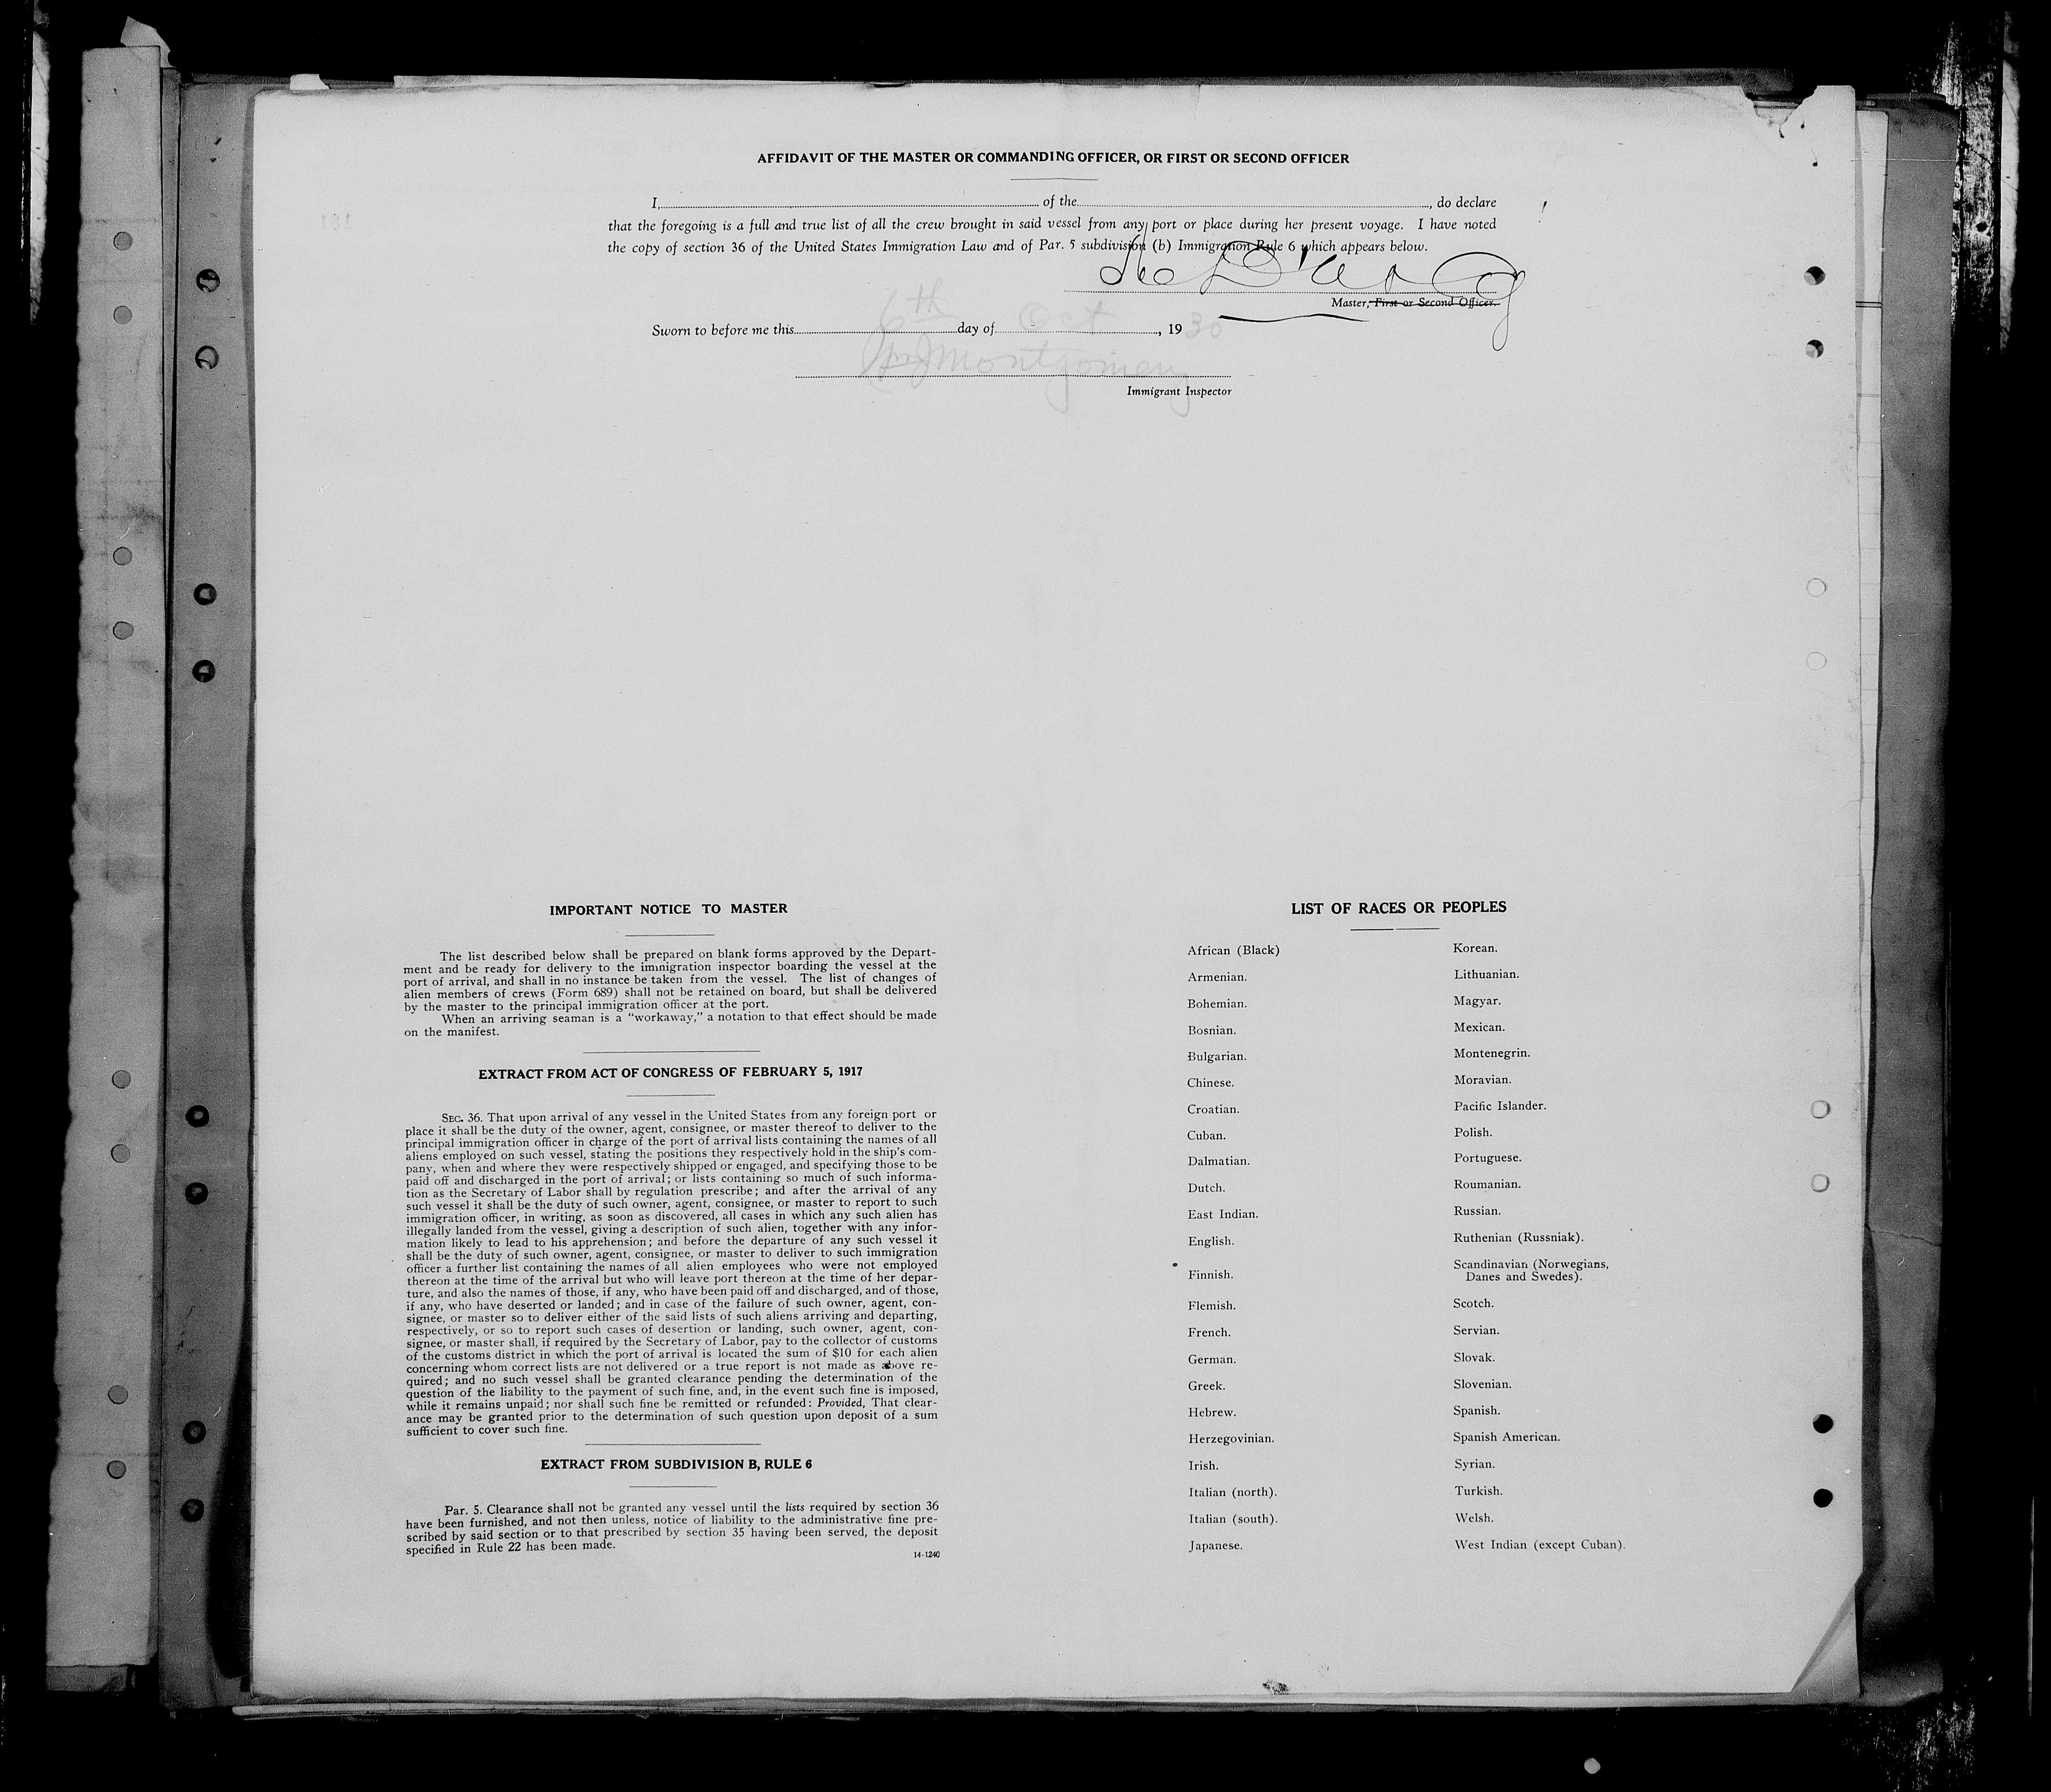 AFFIDAVIT OF THE MASTER OR COMMANDING OFFICER, OR FIRST OR SECOND OFFICER
I, of the , do declare
that the foregoing is a full and true list of all the crew brought in said vessel from any port or place during her present voyage. I have noted
the copy of section 36 of the United States Immigration Law and of Par. 5 subdivision (b) Immigration Rule 6 which appears below.
Master, First or Second Officer.
Sworn to before me this 6th day of Oct , 19 30
Montgomery
Immigrant Inspector
IMPORTANT NOTICE TO MASTER
The list described below shall be prepared on blank forms approved by the Depart-
ment and be ready for delivery to the immigration inspector boarding the vessel at the
port of arrival, and shall in no instance be taken from the vessel. The list of changes of
alien members of crews (Form 689) shall not be retained on board, but shall be delivered
by the master to the principal immigration officer at the port.
When an arriving seaman is a "workaway," a notation to that effect should be made
on the manifest.
EXTRACT FROM ACT OF CONGRESS OF FEBRUARY 5, 1917
SEC. 36. That upon arrival of any vessel in the United States from any foreign port or
place it shall be the duty of the owner, agent, consignee, or master thereof to deliver to the
principal immigration officer in charge of the port of arrival lists containing the names of all
aliens employed on such vessel, stating the positions they respectively hold in the ship's com-
pany, when and where they were respectively shipped or engaged, and specifying those to be
paid off and discharged in the port of arrival; or lists containing so much of such informa-
tion as the Secretary of Labor shall by regulation prescribe; and after the arrival of any
such vessel it shall be the duty of such owner, agent, consignee, or master to report to such
immigration officer, in writing, as soon as discovered, all cases in which any such alien has
illegally landed from the vessel, giving a description of such alien, together with any infor-
mation likely to lead to his apprehension; and before the departure of any such vessel it
shall be the duty of such owner, agent, consignee, or master to deliver to such immigration
officer a further list containing the names of all alien employees who were not employed
thereon at the time of the arrival but who will leave port thereon at the time of her depar-
ture, and also the names of those, if any, who have been paid off and discharged, and of those,
if any, who have deserted or landed; and in case of the failure of such owner, agent, con-
signee, or master so to deliver either of the said lists of such aliens arriving and departing,
respectively, or so to report such cases of desertion or landing, such owner, agent, con-
signee, or master shall, if required by the Secretary of Labor, pay to the collector of customs
of the customs district in which the port of arrival is located the sum of $10 for each alien
concerning whom correct lists are not delivered or a true report is not made as above re-
quired; and no such vessel shall be granted clearance pending the determination of the
question of the liability to the payment of such fine, and, in the event such fine is imposed,
while it remains unpaid; nor shall such fine be remitted or refunded: Provided, That clear-
ance may be granted prior to the determination of such question upon deposit of a sum
sufficient to cover such fine.
EXTRACT FROM SUBDIVISION B, RULE 6
Par. 5. Clearance shall not be granted any vessel until the lists required by section 36
have been furnished, and not then unless, notice of liability to the administrative fine pre-
scribed by said section or to that prescribed by section 35 having been served, the deposit
specified in Rule 22 has been made.
14-1240
LIST OF RACES OR PEOPLES
African (Black)
Armenian.
Bohemian.
Bosnian.
Bulgarian.
Chinese.
Croatian.
Cuban.
Dalmatian.
Dutch.
East Indian.
English.
Finnish.
Flemish.
French.
German.
Greek.
Hebrew.
Herzegovinian.
Irish.
Italian (north).
Italian (south).
Japanese.
Korean.
Lithuanian.
Magyar.
Mexican.
Montenegrin.
Moravian.
Pacific Islander.
Polish.
Portuguese.
Roumanian.
Russian.
Ruthenian (Russniak).
Scandinavian (Norwegians,
Danes and Swedes).
Scotch.
Servian.
Slovak.
Slovenian.
Spanish.
Spanish American.
Syrian.
Turkish.
Welsh.
West Indian (except Cuban).